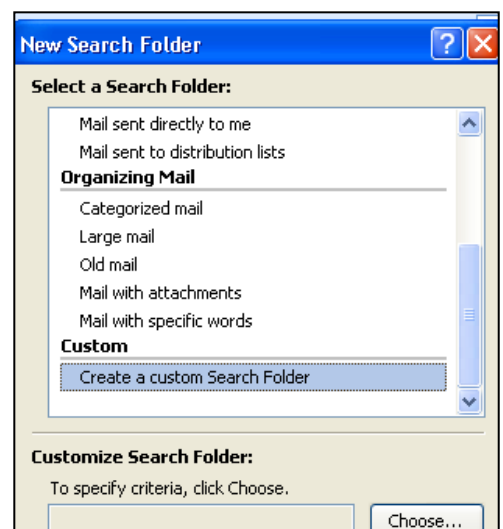 New Search Folder
Select a Search Folder:
Mail sent directly to me
Mail sent to distribution lists
Organizing Mail
Categorized mail
Large mail
Old mail
Mail with attachments
Mail with specific words
Custom
Create a custom Search Folder
Customize Search Folder:
To specify criteria, click Choose.
Choose...